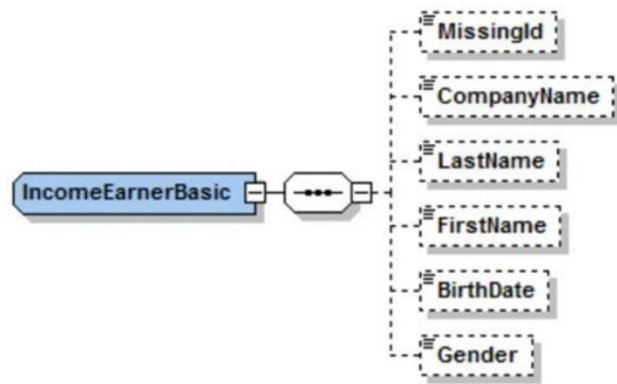 MissingId
CompanyName
LastName
IncomeEarnerBasic
FirstName
BirthDate
Gender